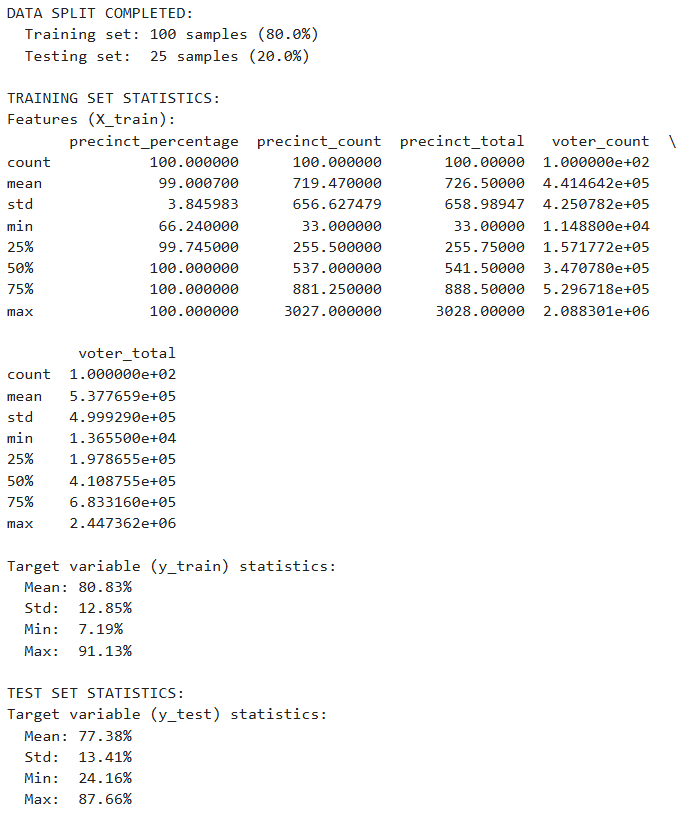 DATA SPLIT COMPLETED:
  Training set: 100 samples (80.0%)
  Testing set:  25 samples (20.0%)

TRAINING SET STATISTICS:
Features (X_train):
       precinct_percentage  precinct_count  precinct_total   voter_count  \
count           100.000000      100.000000       100.00000  1.000000e+02
mean             99.000700      719.470000       726.50000  4.414642e+05
std               3.845983      656.627479       658.98947  4.250782e+05
min              66.240000       33.000000        33.00000  1.148800e+04
25%              99.745000      255.500000       255.75000  1.571772e+05
50%             100.000000      537.000000       541.50000  3.470780e+05
75%             100.000000      881.250000       888.50000  5.296718e+05
max             100.000000     3027.000000      3028.00000  2.088301e+06

        voter_total
count  1.000000e+02
mean   5.377659e+05
std    4.999290e+05
min    1.365500e+04
25%    1.978655e+05
50%    4.108755e+05
75%    6.833160e+05
max    2.447362e+06

Target variable (y_train) statistics:
  Mean: 80.83%
  Std:  12.85%
  Min:  7.19%
  Max:  91.13%

TEST SET STATISTICS:
Target variable (y_test) statistics:
  Mean: 77.38%
  Std:  13.41%
  Min:  24.16%
  Max:  87.66%